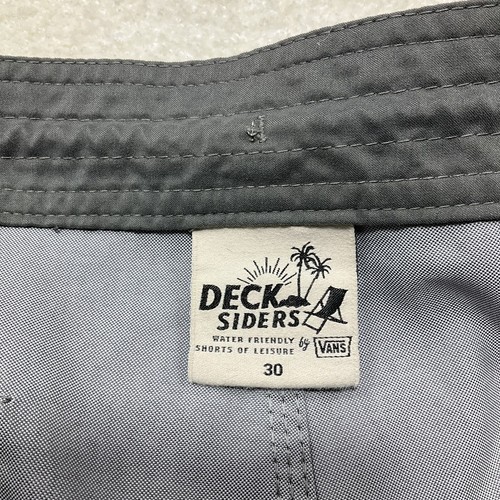 DECK
SIDERS
WATER FRIENDLY
SHORTS OF LEISURE
by VANS
30